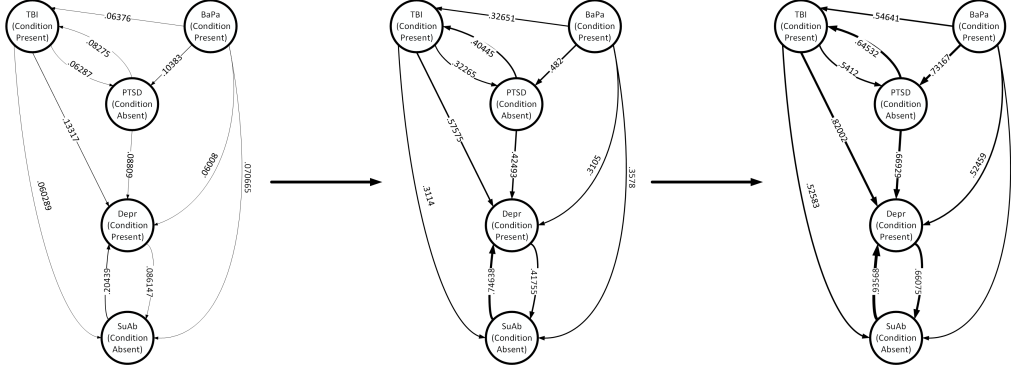 TBI
(Condition
Present)
BaPa
(Condition
Present)
.06376
.08275
.06287
.10383
PTSD
(Condition
Absent)
.13317
.08809
.06008
.070665
.060289
Depr
(Condition
Present)
.20439
.086147
SuAb
(Condition
Absent)
TBI
(Condition
Present)
BaPa
(Condition
Present)
.32651
.40445
.32265
.482
PTSD
(Condition
Absent)
.57575
.42493
.3105
.3578
.3114
Depr
(Condition
Present)
.74638
.41755
SuAb
(Condition
Absent)
TBI
(Condition
Present)
BaPa
(Condition
Present)
.54641
.64532
.5412
.73167
PTSD
(Condition
Absent)
.82002
.66929
.52459
.52583
Depr
(Condition
Present)
.93568
.66075
SuAb
(Condition
Absent)